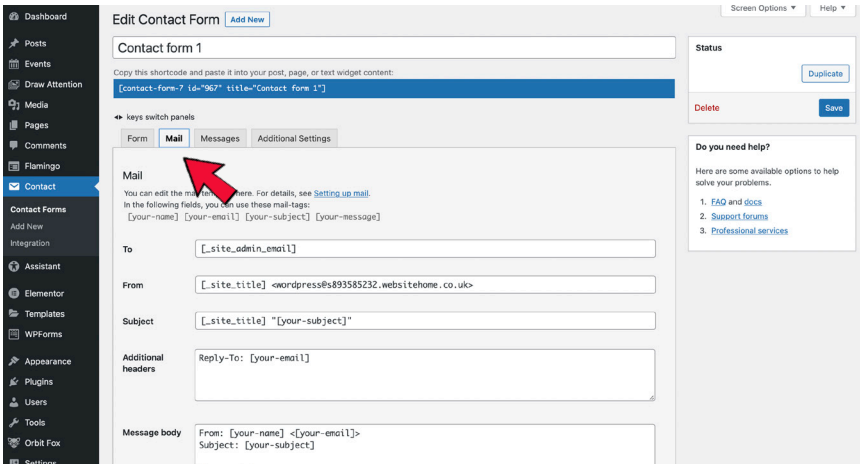 Dashboard
Posts
Events
Draw Attention
Media
Pages
Comments
Flamingo
Contact
Contact Forms
Add New
Integration
Assistant
Elementor
Templates
WPForms
Appearance
Plugins
Users
Tools
Orbit Fox
Settings
Screen Options ▼ Help ▼
Edit Contact Form Add New
Contact form 1
Copy this shortcode and paste it into your post, page, or text widget content:
[contact-form-7 id="967" title="Contact form 1"]
◂▸ keys switch panels
Form Mail Messages Additional Settings
Mail
You can edit the mail here. For details, see Setting up mail.
In the following fields, you can use these mail-tags:
[your-name] [your-email] [your-subject] [your-message]
To [_site_admin_email]
From [_site_title] <wordpress@s893585232.websitehome.co.uk>
Subject [_site_title] "[your-subject]"
Additional headers
Reply-To: [your-email]
Message body
From: [your-name] <[your-email]>
Subject: [your-subject]
Status
Duplicate
Delete Save
Do you need help?
Here are some available options to help
solve your problems.
1. FAQ and docs
2. Support forums
3. Professional services